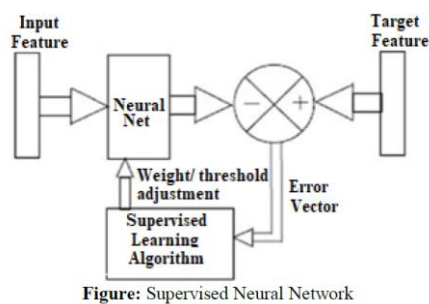 Input
Feature
Target
Feature
Neural
Net
− +
Weight/ threshold
adjustment
Error
Vector
Supervised
Learning
Algorithm
Figure: Supervised Neural Network